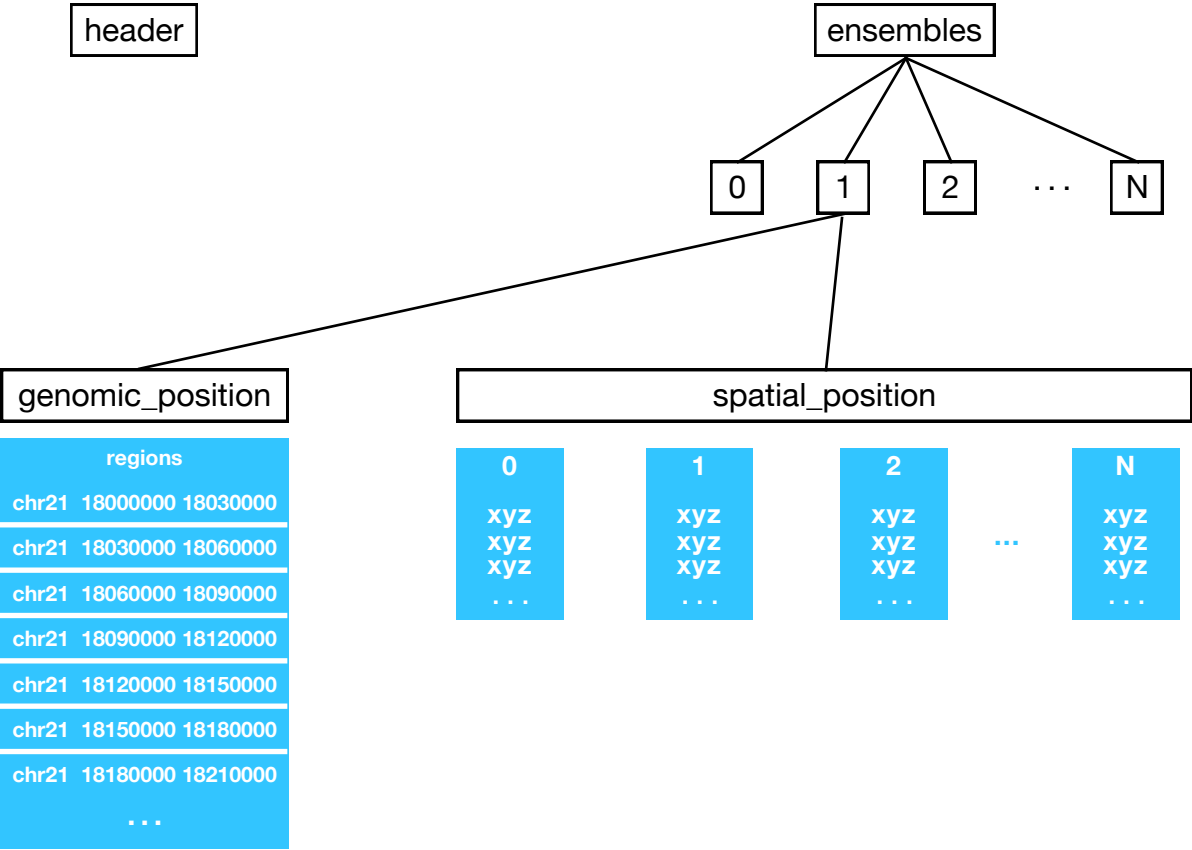 header
ensembles
0 1 2 ... N
genomic_position
spatial_position
regions
chr21 18000000 18030000
chr21 18030000 18060000
chr21 18060000 18090000
chr21 18090000 18120000
chr21 18120000 18150000
chr21 18150000 18180000
chr21 18180000 18210000
...
0
xyz
xyz
xyz
...
1
xyz
xyz
xyz
...
2
xyz
xyz
xyz
...
...
N
xyz
xyz
xyz
...